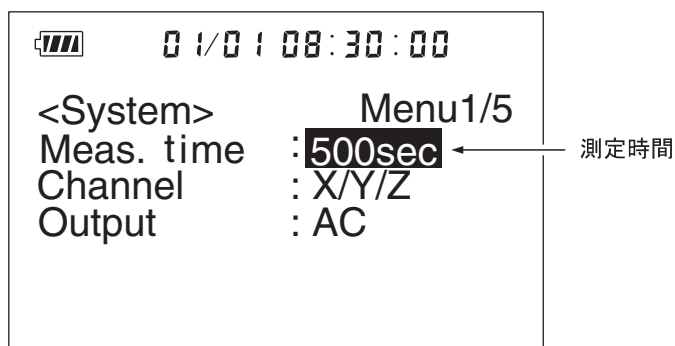 01/01 08:30:00
<System> Menu1/5
Meas. time : 500sec
測定時間
Channel : X/Y/Z
Output : AC